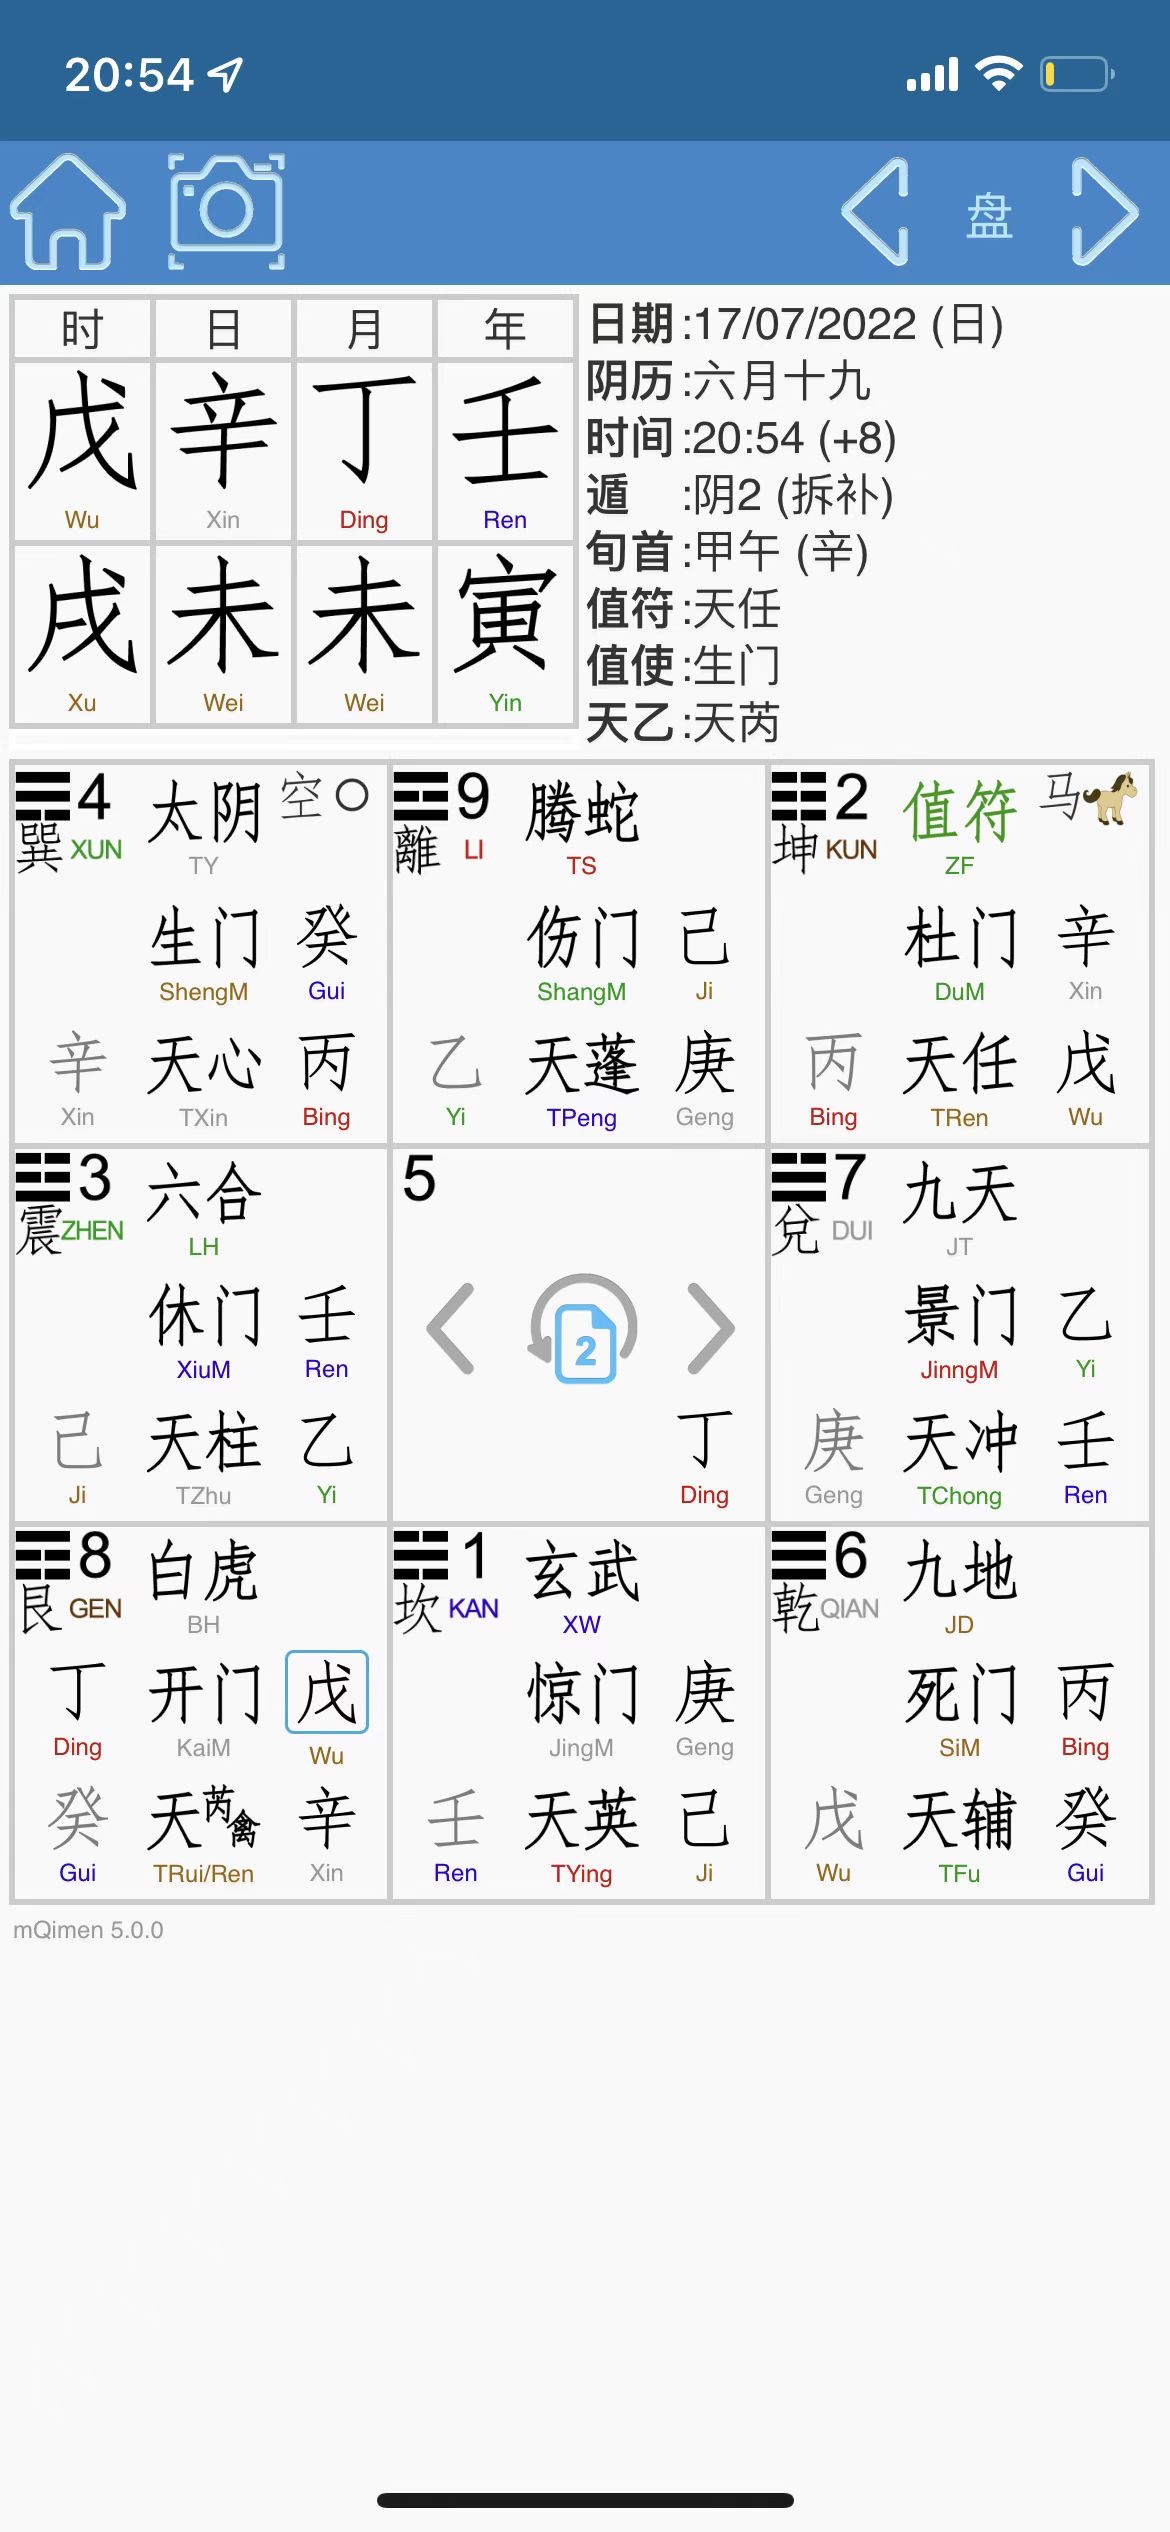 20:54
盘
时 日 月 年
戊 辛 丁 壬
Wu Xin Ding Ren
戌 未 未 寅
Xu Wei Wei Yin
日期:17/07/2022 (日)
阴历:六月十九
时间:20:54 (+8)
遁 :阴2 (拆补)
旬首:甲午 (辛)
值符:天任
值使:生门
天乙:天芮
4 太阴 空
巽 XUN TY
生门 癸
ShengM Gui
辛 天心 丙
Xin TXin Bing
9 腾蛇
離 LI TS
伤门 己
ShangM Ji
乙 天蓬 庚
Yi TPeng Geng
2 值符 马
坤 KUN ZF
杜门 辛
DuM Xin
丙 天任 戊
Bing TRen Wu
3 六合
震 ZHEN LH
休门 壬
XiuM Ren
己 天柱 乙
Ji TZhu Yi
5
2
丁
Ding
7 九天
兌 DUI JT
景门 乙
JinngM Yi
庚 天冲 壬
Geng TChong Ren
8 白虎
艮 GEN BH
丁 开门 戊
Ding KaiM Wu
癸 天芮禽 辛
Gui TRui/Ren Xin
1 玄武
坎 KAN XW
惊门 庚
JingM Geng
壬 天英 己
Ren TYing Ji
6 九地
乾 QIAN JD
死门 丙
SiM Bing
戊 天辅 癸
Wu TFu Gui
mQimen 5.0.0